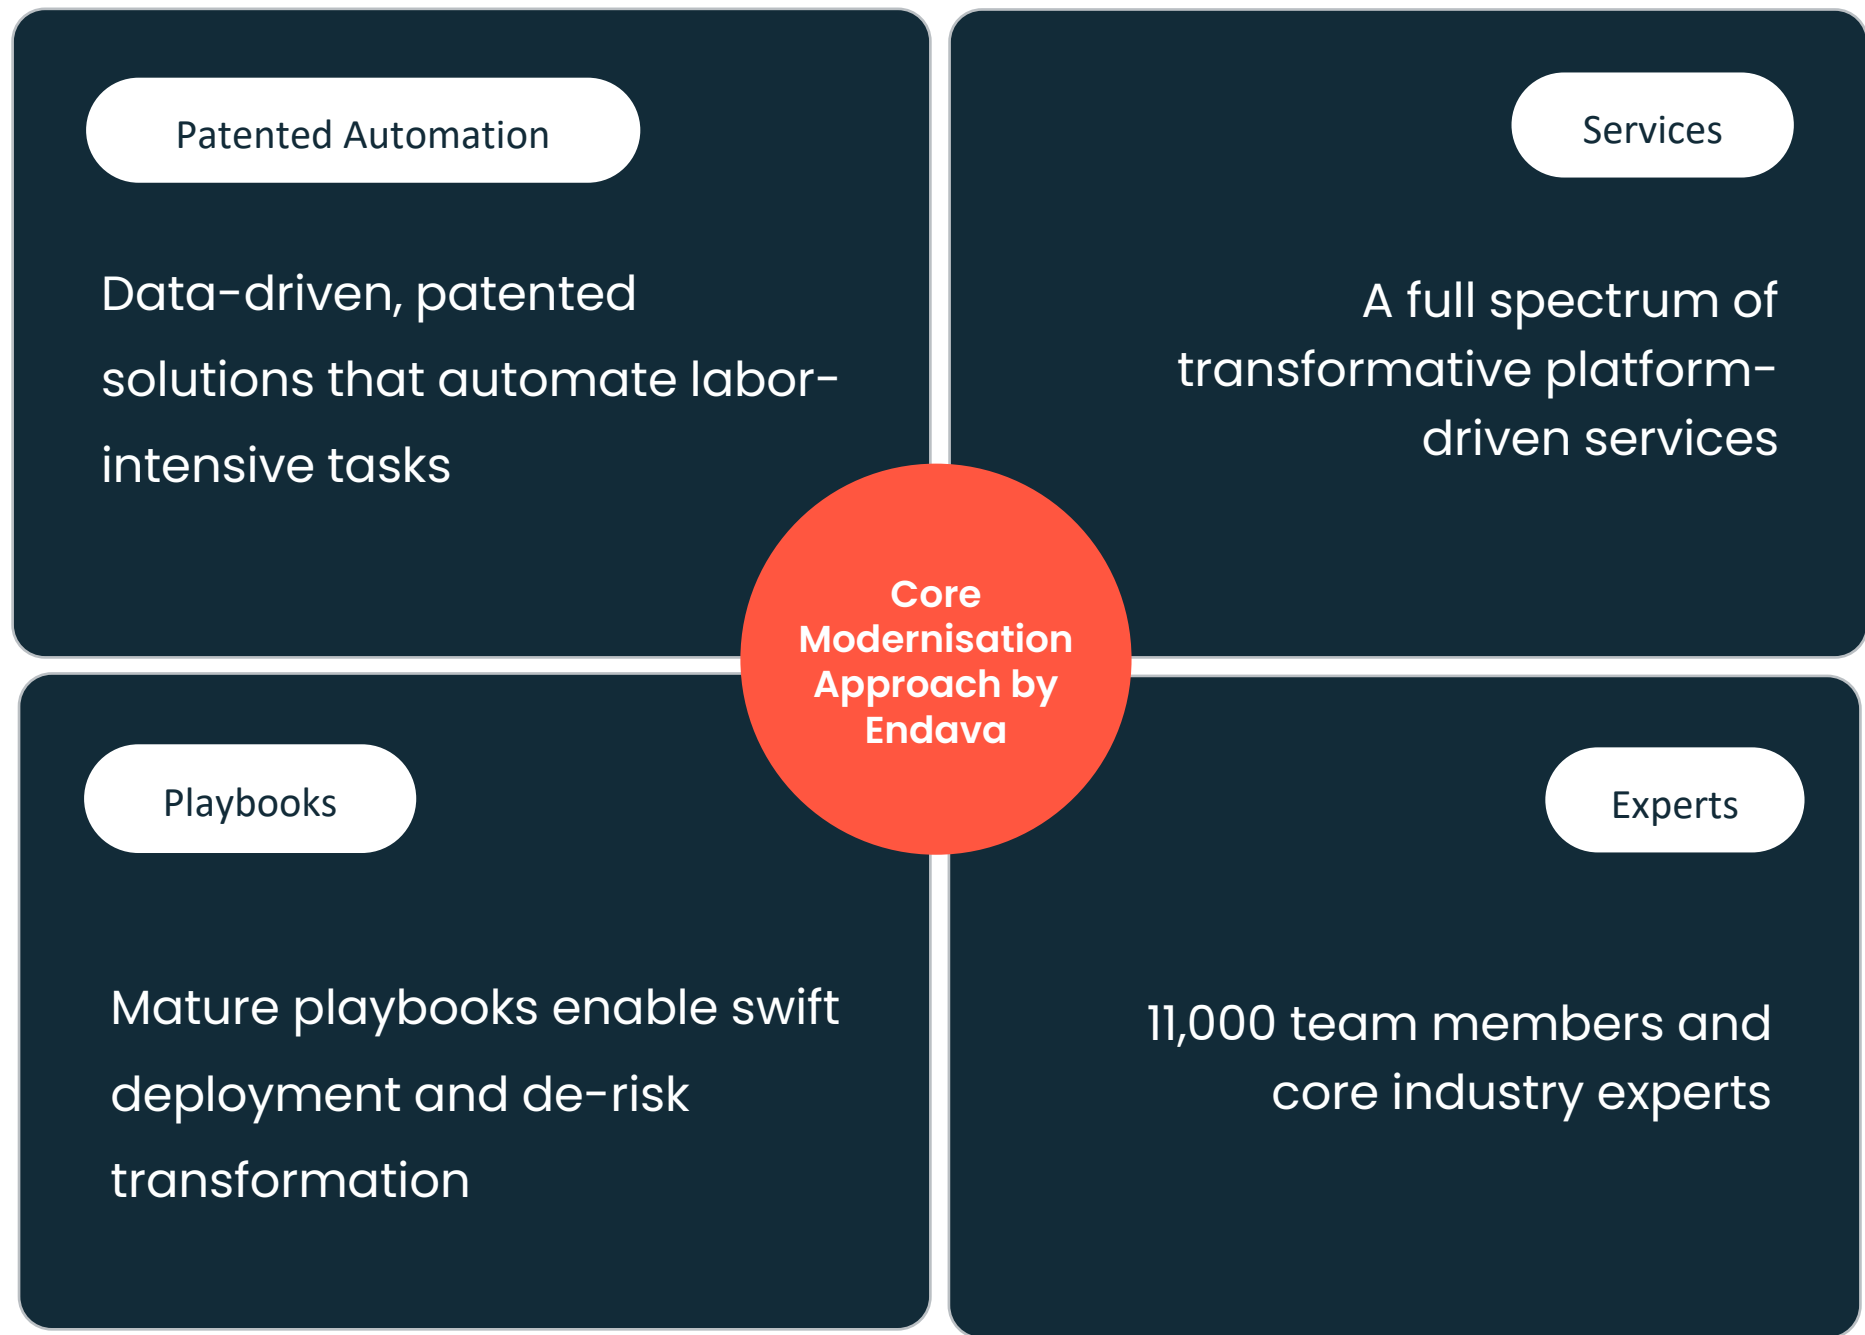 Patented Automation
Data-driven, patented
solutions that automate labor-
intensive tasks
Services
A full spectrum of
transformative platform-
driven services
Core
Modernisation
Approach by
Endava
Playbooks
Mature playbooks enable swift
deployment and de-risk
transformation
Experts
11,000 team members and
core industry experts